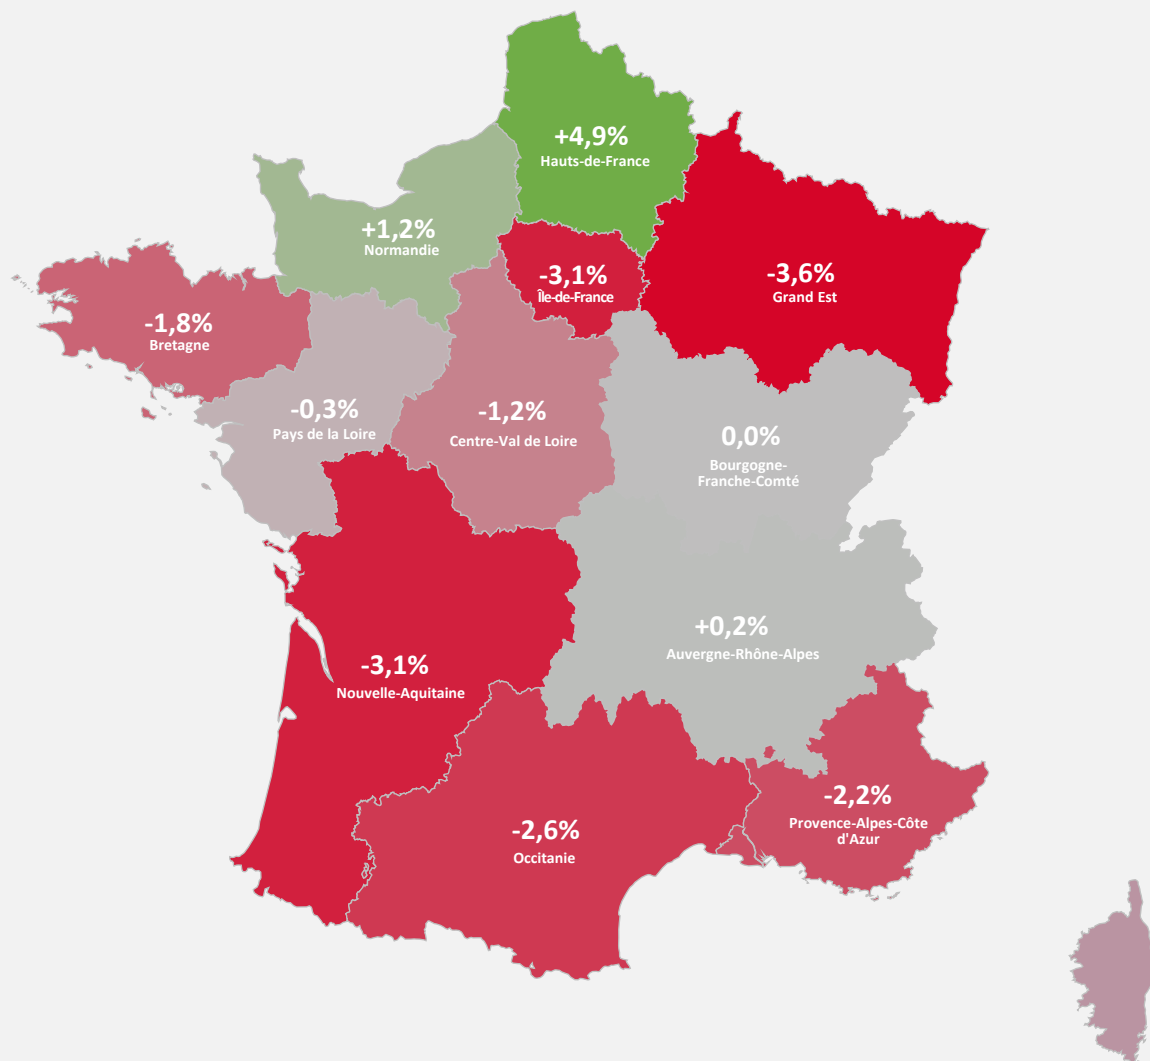 +4,9%
Hauts-de-France
+1,2%
Normandie
-3,1%
Île-de-France
-3,6%
Grand Est
-1,8%
Bretagne
-0,3%
Pays de la Loire
-1,2%
Centre-Val de Loire
0,0%
Bourgogne-
Franche-Comté
+0,2%
Auvergne-Rhône-Alpes
-3,1%
Nouvelle-Aquitaine
-2,2%
Provence-Alpes-Côte
d'Azur
-2,6%
Occitanie